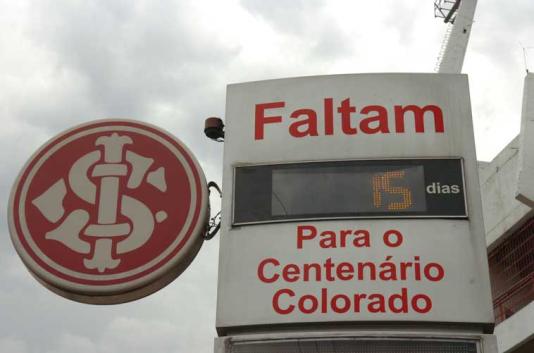 Faltam
15 dias
Para o
Centenário
Colorado